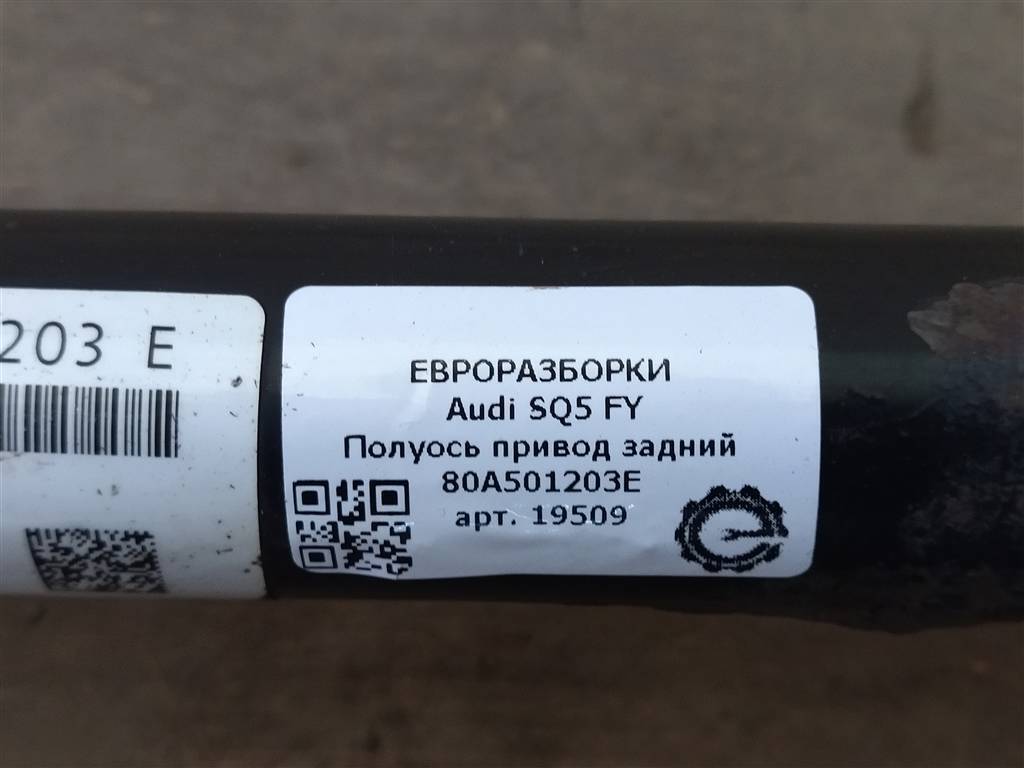 203 E
ЕВРОРАЗБОРКИ
Audi SQ5 FY
Полуось привод задний
80A501203E
арт. 19509